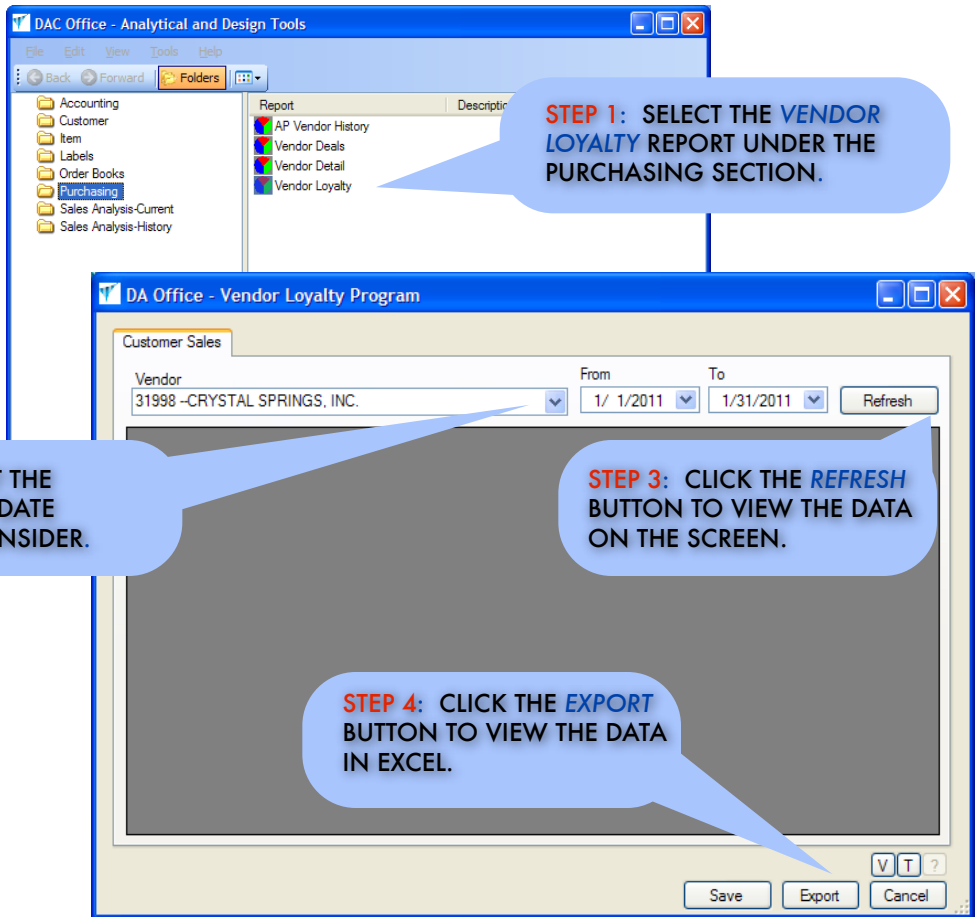 DAC Office - Analytical and Design Tools
File Edit View Tools Help
Back Forward Folders
Accounting
Customer
Item
Labels
Order Books
Purchasing
Sales Analysis-Current
Sales Analysis-History
Report
AP Vendor History
Vendor Deals
Vendor Detail
Vendor Loyalty
STEP 1: SELECT THE VENDOR
LOYALTY REPORT UNDER THE
PURCHASING SECTION.
DA Office - Vendor Loyalty Program
Customer Sales
Vendor From To
31998 --CRYSTAL SPRINGS, INC. 1/ 1/2011 1/31/2011 Refresh
THE
DATE
NSIDER.
STEP 3: CLICK THE REFRESH
BUTTON TO VIEW THE DATA
ON THE SCREEN.
STEP 4: CLICK THE EXPORT
BUTTON TO VIEW THE DATA
IN EXCEL.
V T ?
Save Export Cancel